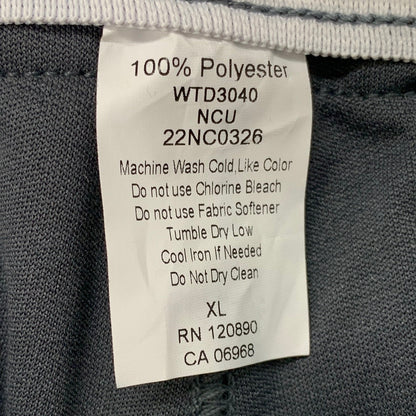 100% Polyester
WTD3040
NCU
22NC0326
Machine Wash Cold,Like Color
Do not use Chlorine Bleach
Do not use Fabric Softener
Tumble Dry Low
Cool Iron If Needed
Do Not Dry Clean
XL
RN 120890
CA 06968